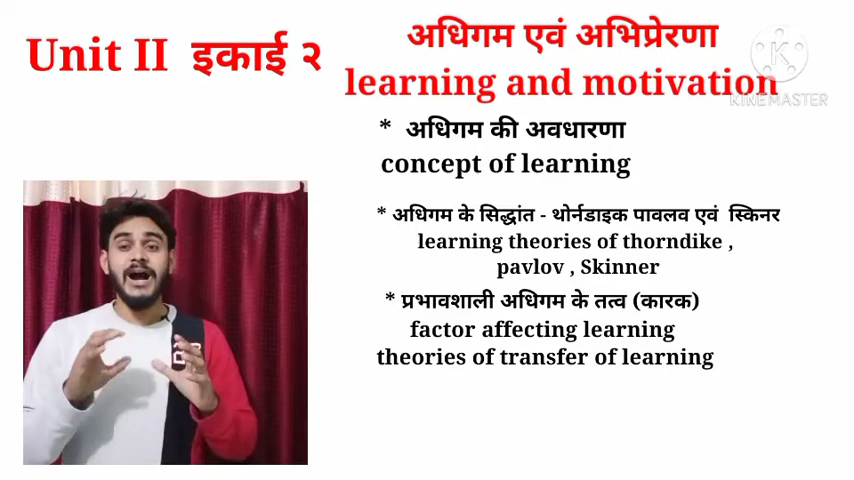 Unit II इकाई २
अधिगम एवं अभिप्रेरणा
learning and motivation
KINEMASTER
* अधिगम की अवधारणा
concept of learning
* अधिगम के सिद्धांत - थोर्नडाइक पावलव एवं स्किनर
learning theories of thorndike ,
pavlov , Skinner
* प्रभावशाली अधिगम के तत्व (कारक)
factor affecting learning
theories of transfer of learning